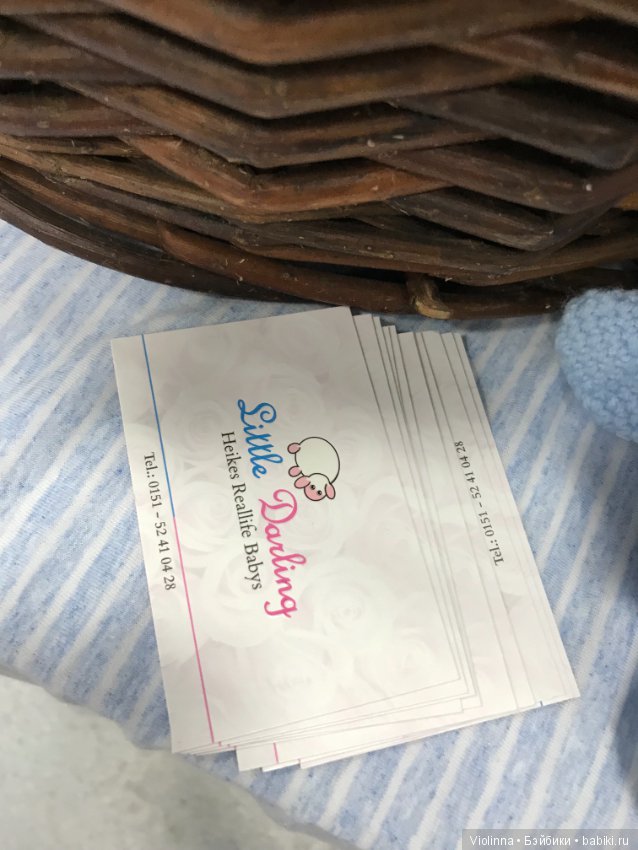 Little Darling
Heikes Reallife Babys
Tel.: 0151 - 52 41 04 28
Tel.: 0151 - 52 41 04 28
Violinna • Бэйбики • babiki.ru